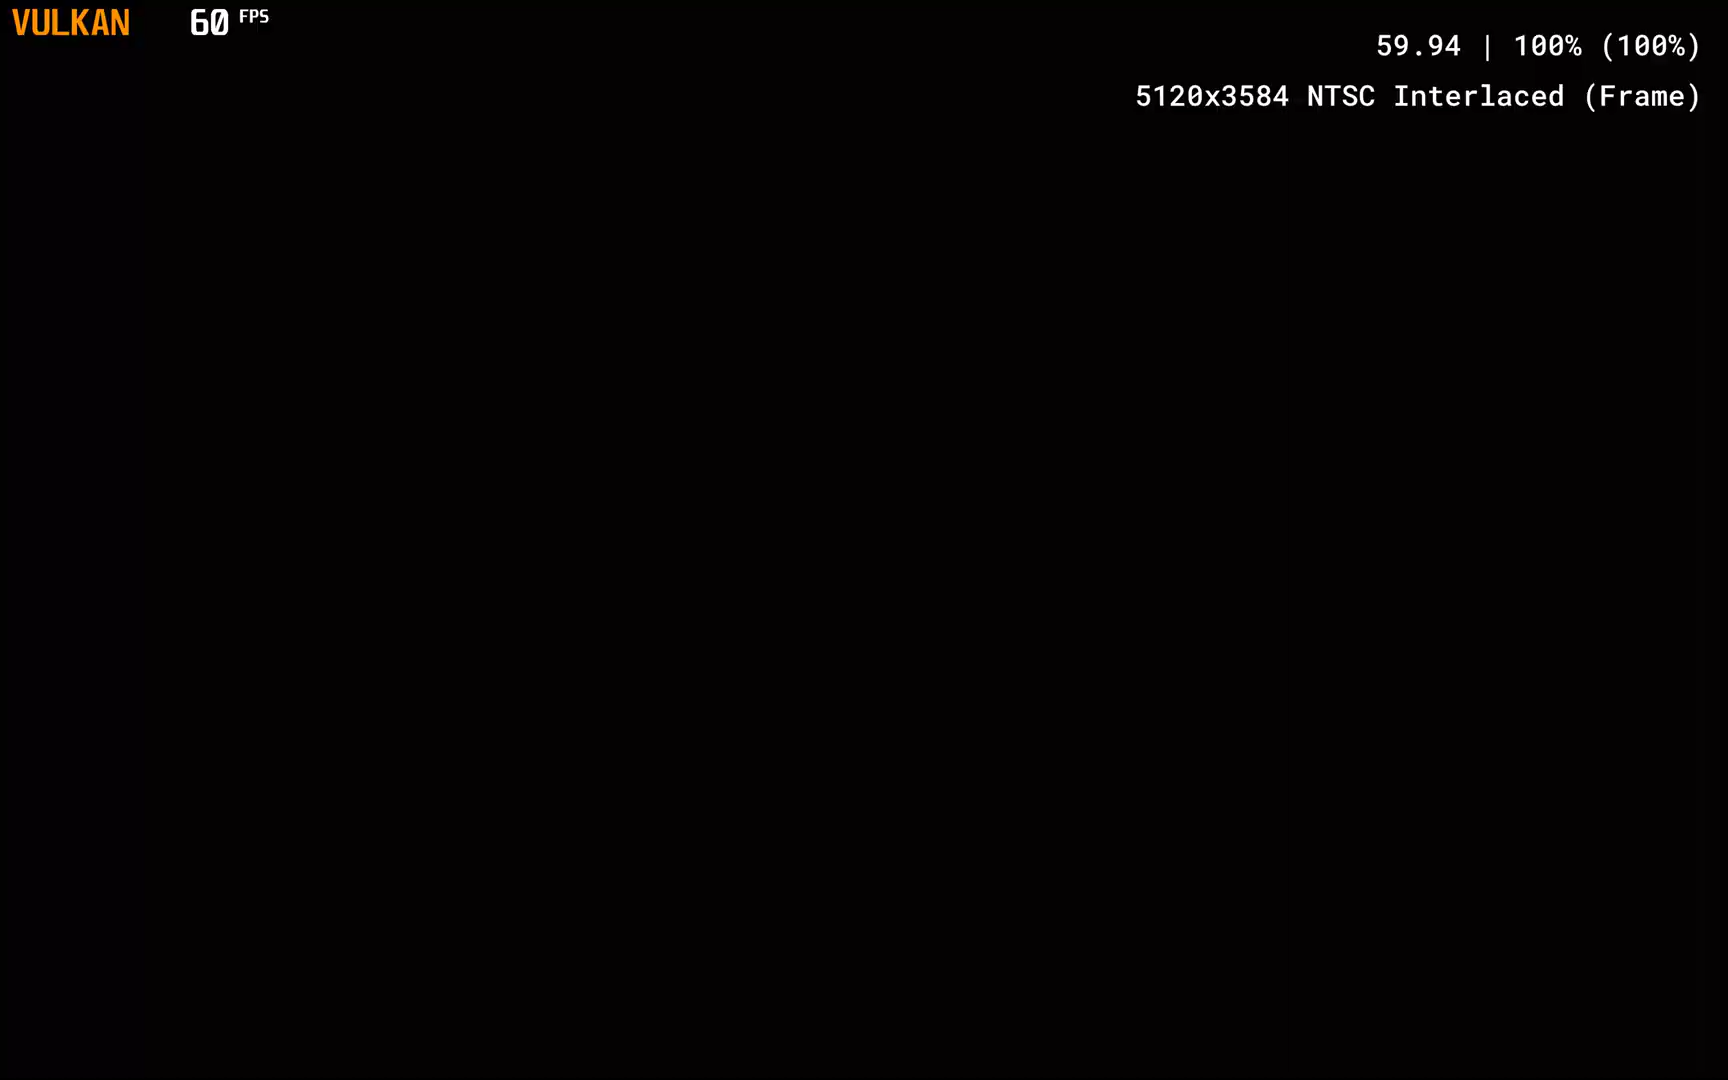 VULKAN 60 FPS
59.94 | 100% (100%)
5120x3584 NTSC Interlaced (Frame)